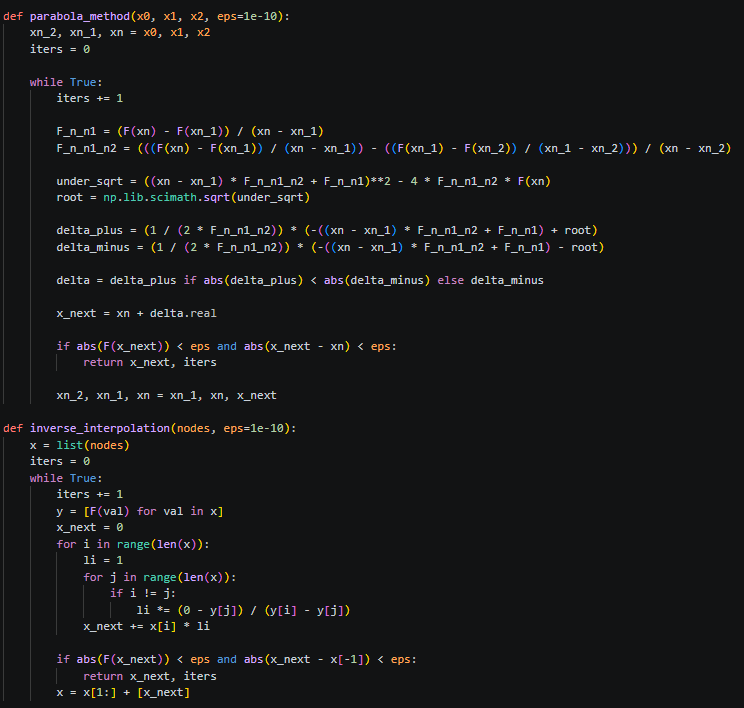 def parabola_method(x0, x1, x2, eps=1e-10):
    xn_2, xn_1, xn = x0, x1, x2
    iters = 0

    while True:
        iters += 1

        F_n_n1 = (F(xn) - F(xn_1)) / (xn - xn_1)
        F_n_n1_n2 = (((F(xn) - F(xn_1)) / (xn - xn_1)) - ((F(xn_1) - F(xn_2)) / (xn_1 - xn_2))) / (xn - xn_2)

        under_sqrt = ((xn - xn_1) * F_n_n1_n2 + F_n_n1)**2 - 4 * F_n_n1_n2 * F(xn)
        root = np.lib.scimath.sqrt(under_sqrt)

        delta_plus = (1 / (2 * F_n_n1_n2)) * (-((xn - xn_1) * F_n_n1_n2 + F_n_n1) + root)
        delta_minus = (1 / (2 * F_n_n1_n2)) * (-((xn - xn_1) * F_n_n1_n2 + F_n_n1) - root)

        delta = delta_plus if abs(delta_plus) < abs(delta_minus) else delta_minus

        x_next = xn + delta.real

        if abs(F(x_next)) < eps and abs(x_next - xn) < eps:
            return x_next, iters

        xn_2, xn_1, xn = xn_1, xn, x_next

def inverse_interpolation(nodes, eps=1e-10):
    x = list(nodes)
    iters = 0
    while True:
        iters += 1
        y = [F(val) for val in x]
        x_next = 0
        for i in range(len(x)):
            li = 1
            for j in range(len(x)):
                if i != j:
                    li *= (0 - y[j]) / (y[i] - y[j])
            x_next += x[i] * li

        if abs(F(x_next)) < eps and abs(x_next - x[-1]) < eps:
            return x_next, iters
        x = x[1:] + [x_next]